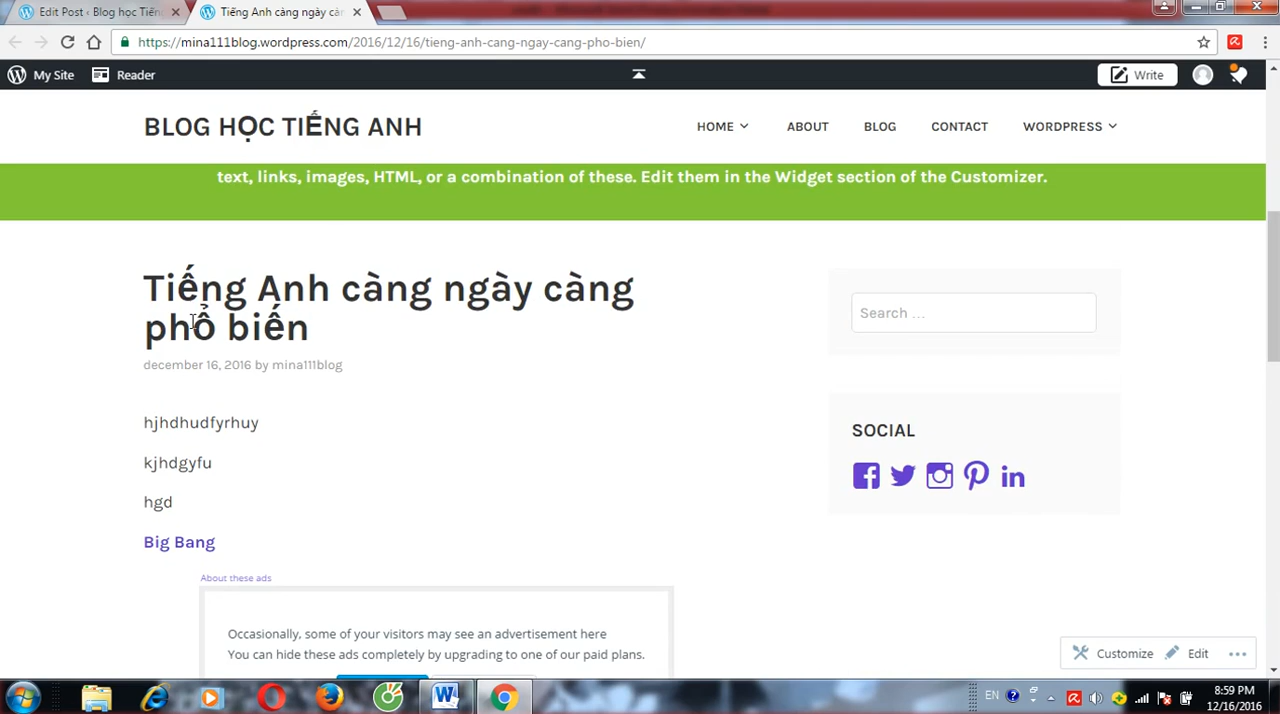 Edit Post ‹ Blog học Tiến
Tiếng Anh càng ngày cà
https://mina111blog.wordpress.com/2016/12/16/tieng-anh-cang-ngay-cang-pho-bien/
My Site Reader Write
BLOG HỌC TIẾNG ANH HOME ABOUT BLOG CONTACT WORDPRESS
text, links, images, HTML, or a combination of these. Edit them in the Widget section of the Customizer.
Tiếng Anh càng ngày càng
phổ biến
december 16, 2016 by mina111blog
hjhdhudfyrhuy
kjhdgyfu
hgd
Big Bang
About these ads
Occasionally, some of your visitors may see an advertisement here
You can hide these ads completely by upgrading to one of our paid plans.
Search …
SOCIAL
Customize Edit
EN
8:59 PM
12/16/2016